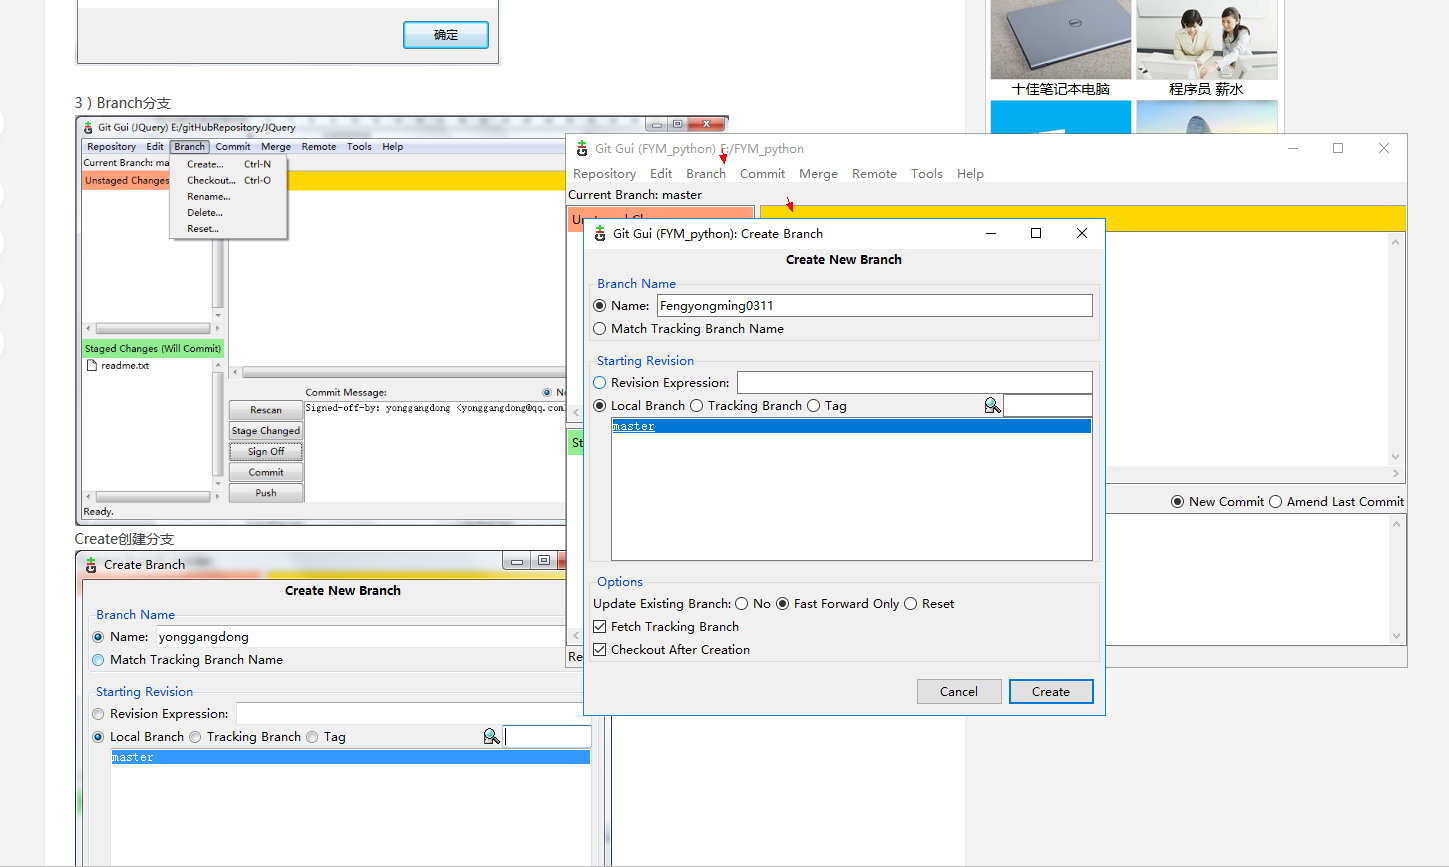 确定
十佳笔记本电脑
程序员 薪水
3）Branch分支
Git Gui (JQuery) E:/gitHubRepository/JQuery
Repository Edit Branch Commit Merge Remote Tools Help
Current Branch: ma
Create... Ctrl-N
Checkout... Ctrl-O
Rename...
Delete...
Reset...
Unstaged Changes
Staged Changes (Will Commit)
readme.txt
Commit Message:
Rescan
Stage Changed
Sign Off
Commit
Push
Signed-off-by: yonggangdong <yonggangdong@qq.com
Ready.
Create创建分支
Create Branch
Create New Branch
Branch Name
Name: yonggangdong
Match Tracking Branch Name
Starting Revision
Revision Expression:
Local Branch Tracking Branch Tag
master
Git Gui (FYM_python) F:/FYM_python
Repository Edit Branch Commit Merge Remote Tools Help
Current Branch: master
New Commit Amend Last Commit
St
Re
Git Gui (FYM_python): Create Branch
Create New Branch
Branch Name
Name: Fengyongming0311
Match Tracking Branch Name
Starting Revision
Revision Expression:
Local Branch Tracking Branch Tag
master
Options
Update Existing Branch: No Fast Forward Only Reset
Fetch Tracking Branch
Checkout After Creation
Cancel Create